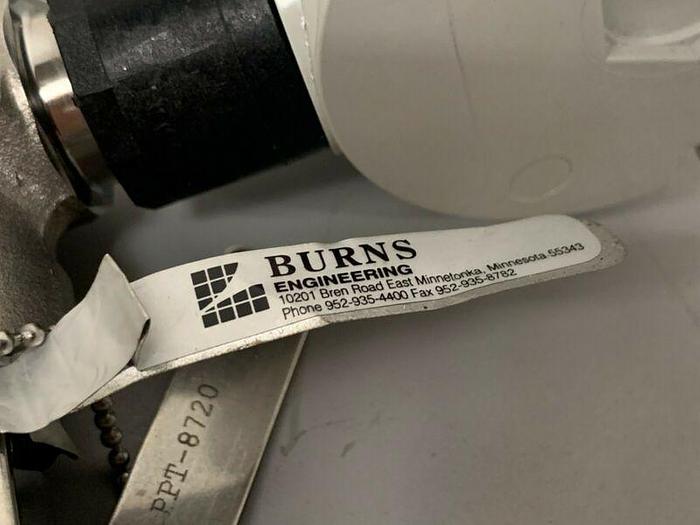 BURNS
ENGINEERING
10201 Bren Road East Minnetonka, Minnesota 55343
Phone 952-935-4400 Fax 952-935-8782
PPT-8720